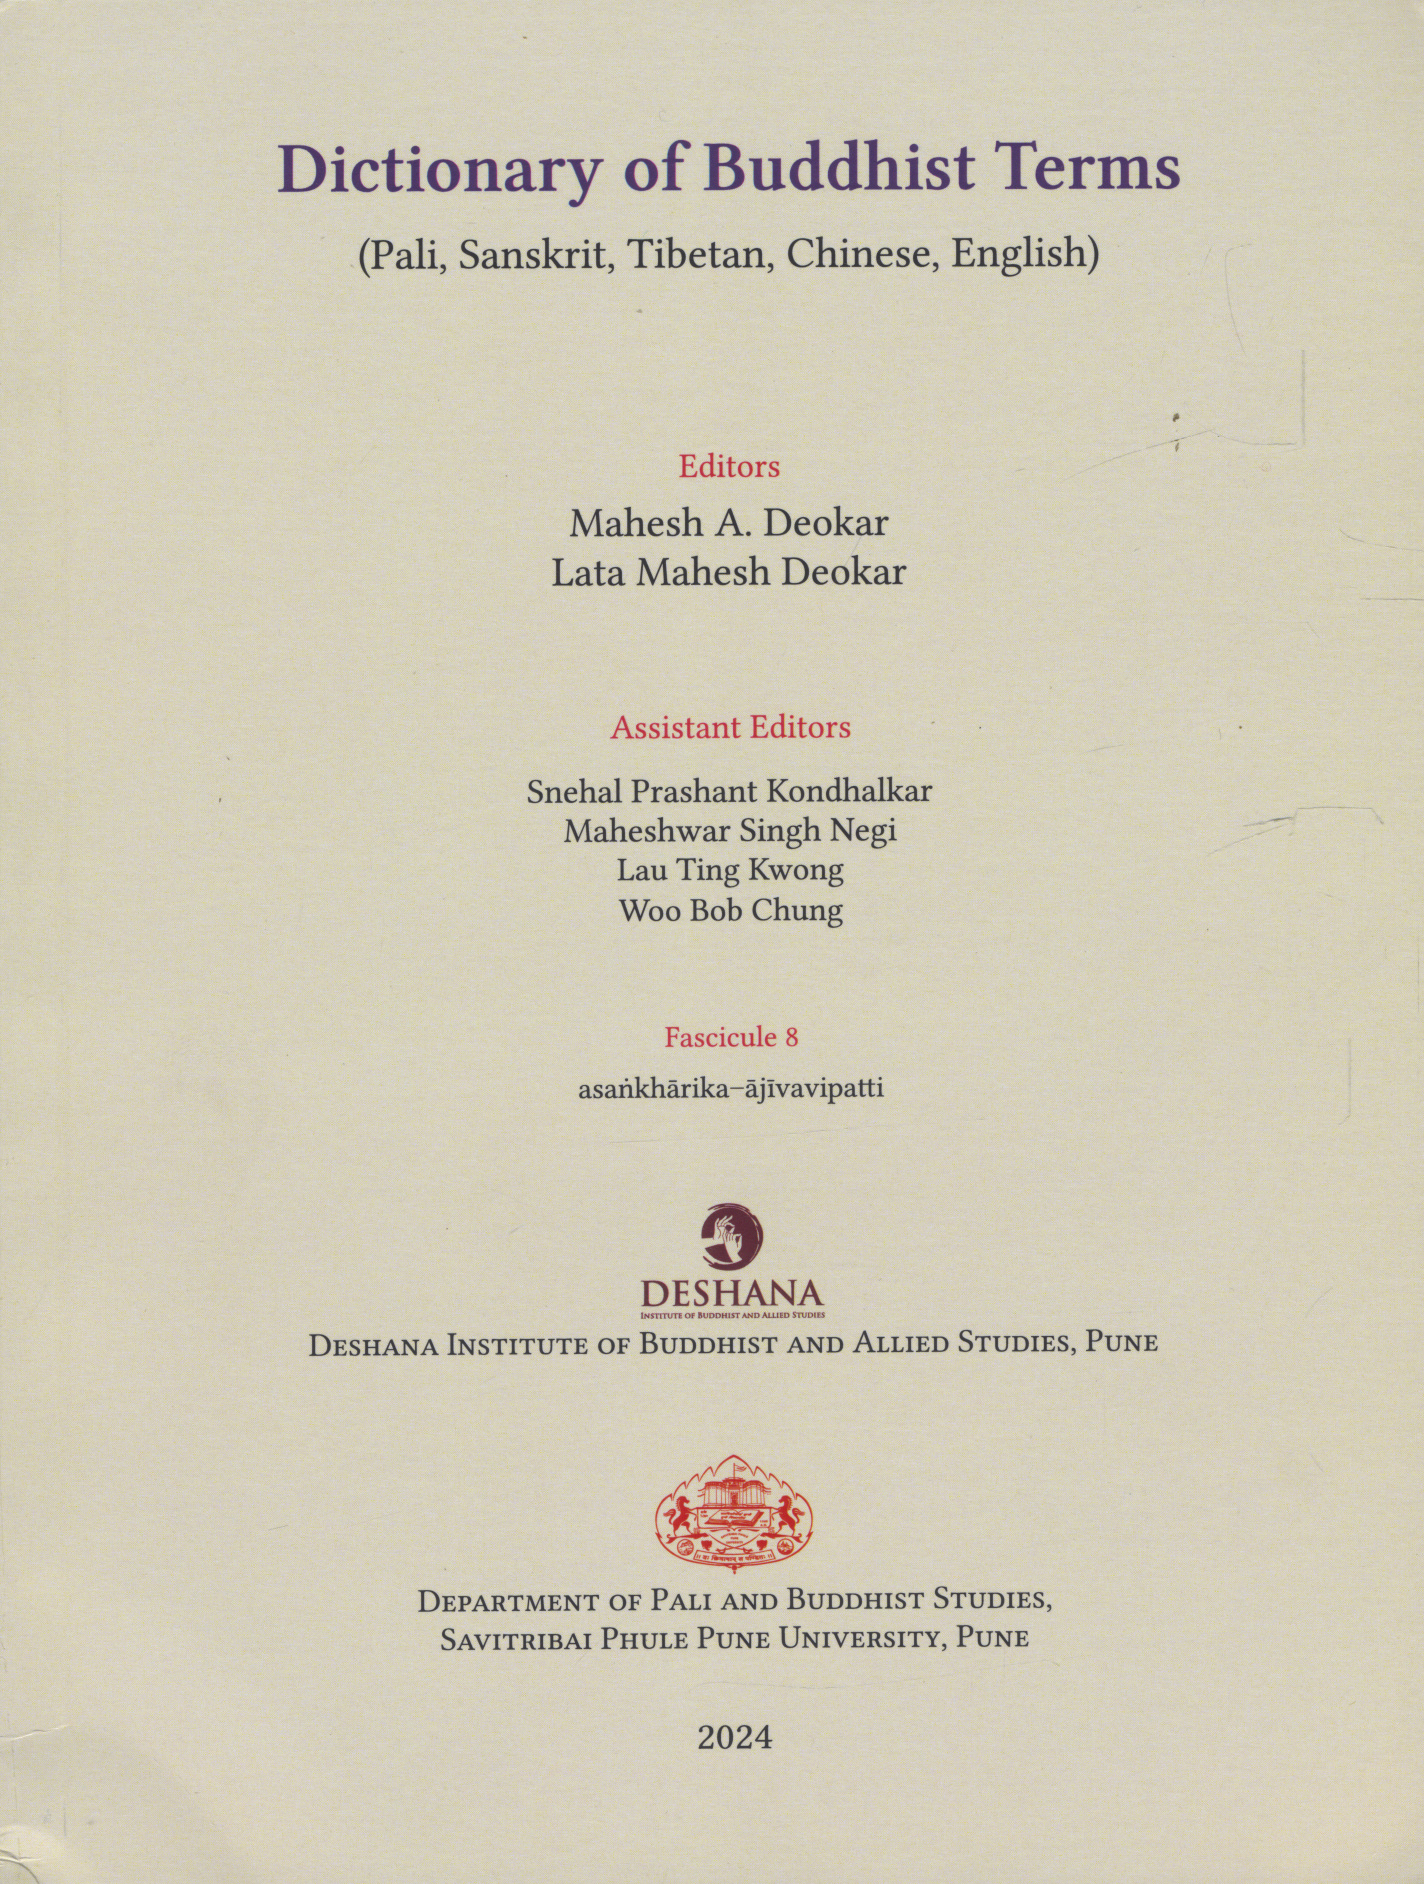 Dictionary of Buddhist Terms
(Pali, Sanskrit, Tibetan, Chinese, English)
Editors
Mahesh A. Deokar
Lata Mahesh Deokar
Assistant Editors
Snehal Prashant Kondhalkar
Maheshwar Singh Negi
Lau Ting Kwong
Woo Bob Chung
Fascicule 8
asaṅkhārika–ājīvavipatti
DESHANA
INSTITUTE OF BUDDHIST AND ALLIED STUDIES
DESHANA INSTITUTE OF BUDDHIST AND ALLIED STUDIES, PUNE
DEPARTMENT OF PALI AND BUDDHIST STUDIES,
SAVITRIBAI PHULE PUNE UNIVERSITY, PUNE
2024